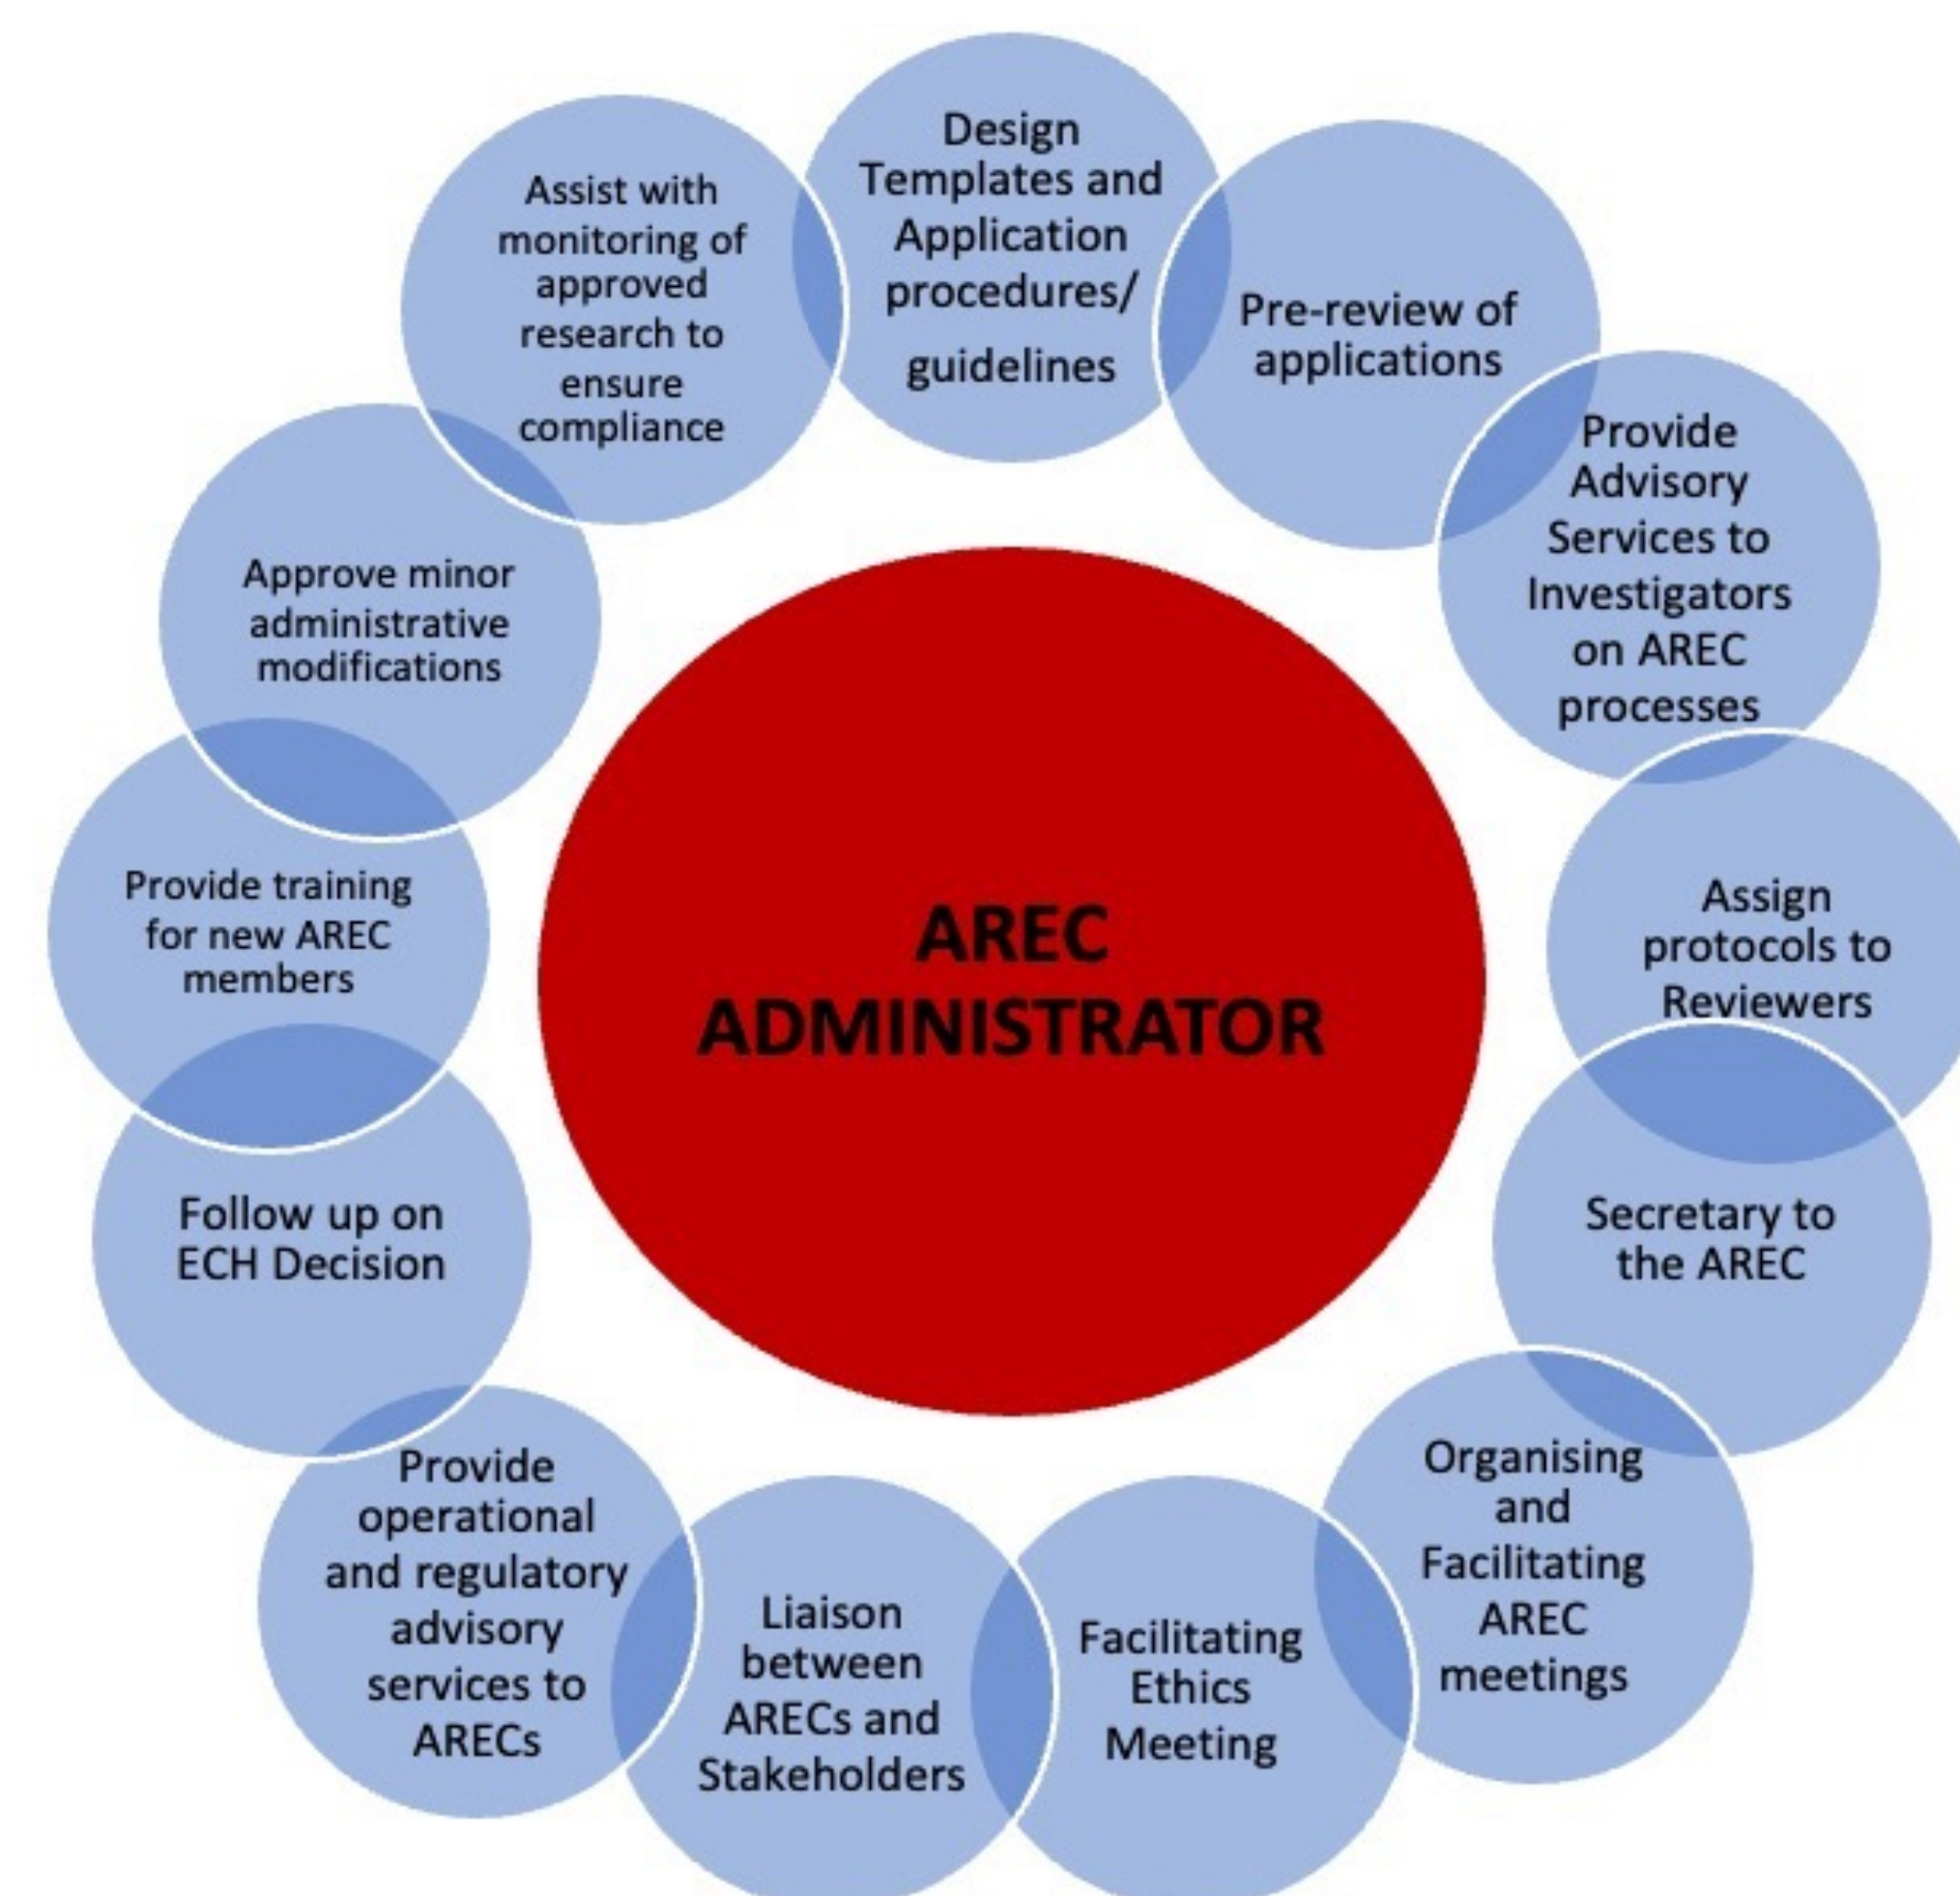 Design
Templates and
Application
procedures/
guidelines
Pre-review of
applications
Provide
Advisory
Services to
Investigators
on AREC
processes
Assign
protocols to
Reviewers
Secretary to
the AREC
Organising
and
Facilitating
AREC
meetings
Facilitating
Ethics
Meeting
Liaison
between
ARECs and
Stakeholders
Provide
operational
and regulatory
advisory
services to
ARECs
Follow up on
ECH Decision
Provide training
for new AREC
members
Approve minor
administrative
modifications
Assist with
monitoring of
approved
research to
ensure
compliance
AREC
ADMINISTRATOR